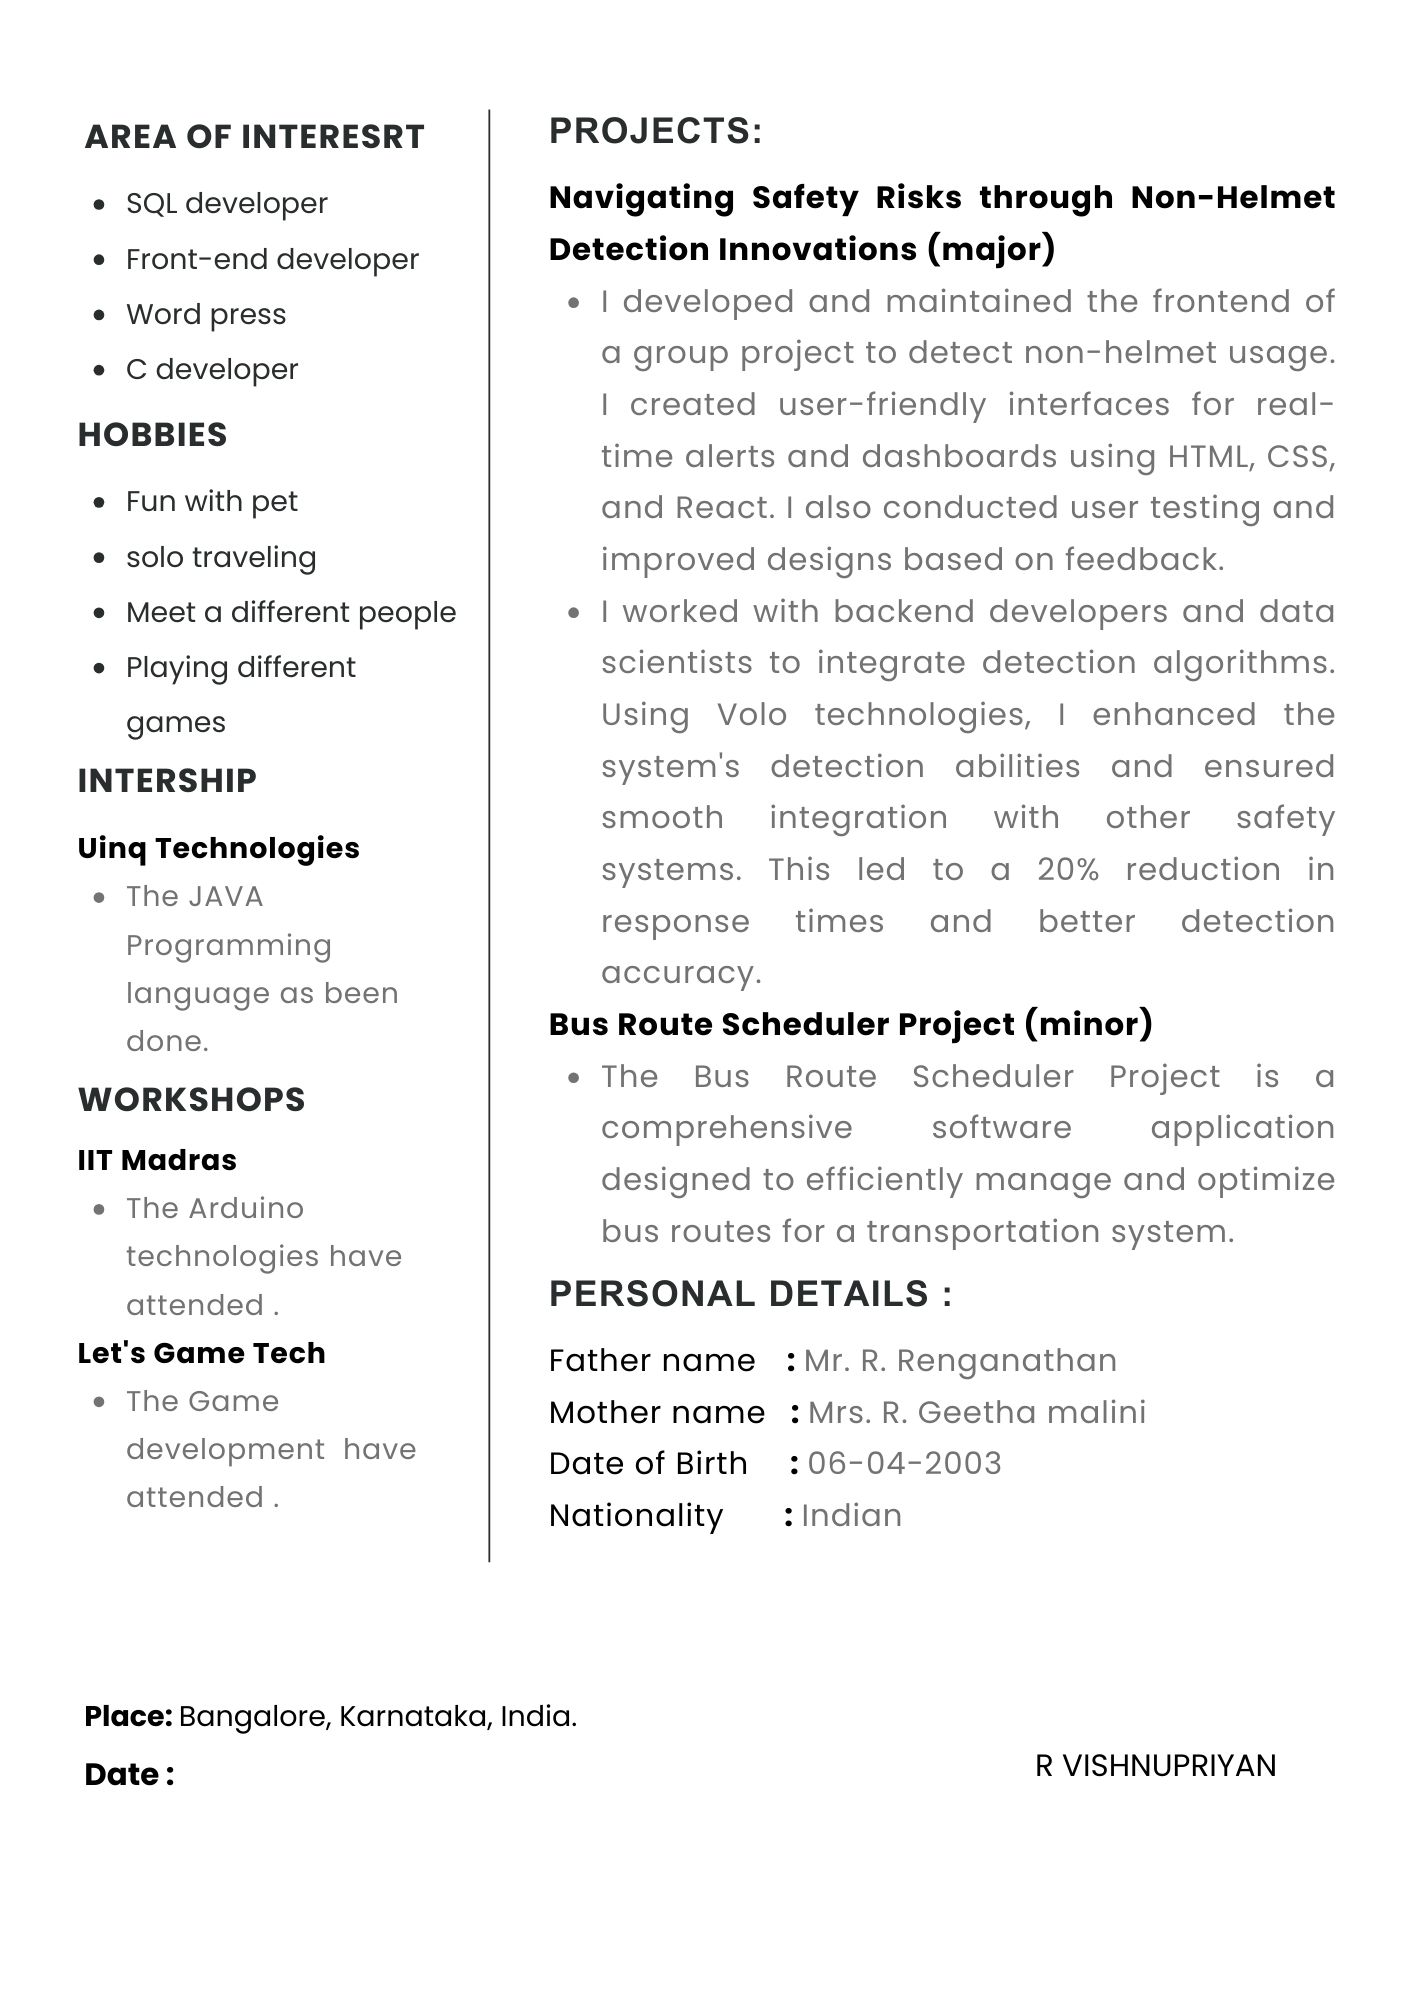 AREA OF INTERESRT
SQL developer
Front-end developer
Word press
C developer
HOBBIES
Fun with pet
solo traveling
Meet a different people
Playing different
games
INTERSHIP
Uinq Technologies
The JAVA
Programming
language as been
done.
WORKSHOPS
IIT Madras
The Arduino
technologies have
attended .
Let's Game Tech
The Game
development have
attended .
PROJECTS:
Navigating Safety Risks through Non-Helmet
Detection Innovations (major)
I developed and maintained the frontend of
a group project to detect non-helmet usage.
I created user-friendly interfaces for real-
time alerts and dashboards using HTML, CSS,
and React. I also conducted user testing and
improved designs based on feedback.
I worked with backend developers and data
scientists to integrate detection algorithms.
Using Volo technologies, I enhanced the
system's detection abilities and ensured
smooth integration with other safety
systems. This led to a 20% reduction in
response times and better detection
accuracy.
Bus Route Scheduler Project (minor)
The Bus Route Scheduler Project is a
comprehensive software application
designed to efficiently manage and optimize
bus routes for a transportation system.
PERSONAL DETAILS :
Father name : Mr. R. Renganathan
Mother name : Mrs. R. Geetha malini
Date of Birth : 06-04-2003
Nationality : Indian
Place: Bangalore, Karnataka, India.
Date :
R VISHNUPRIYAN